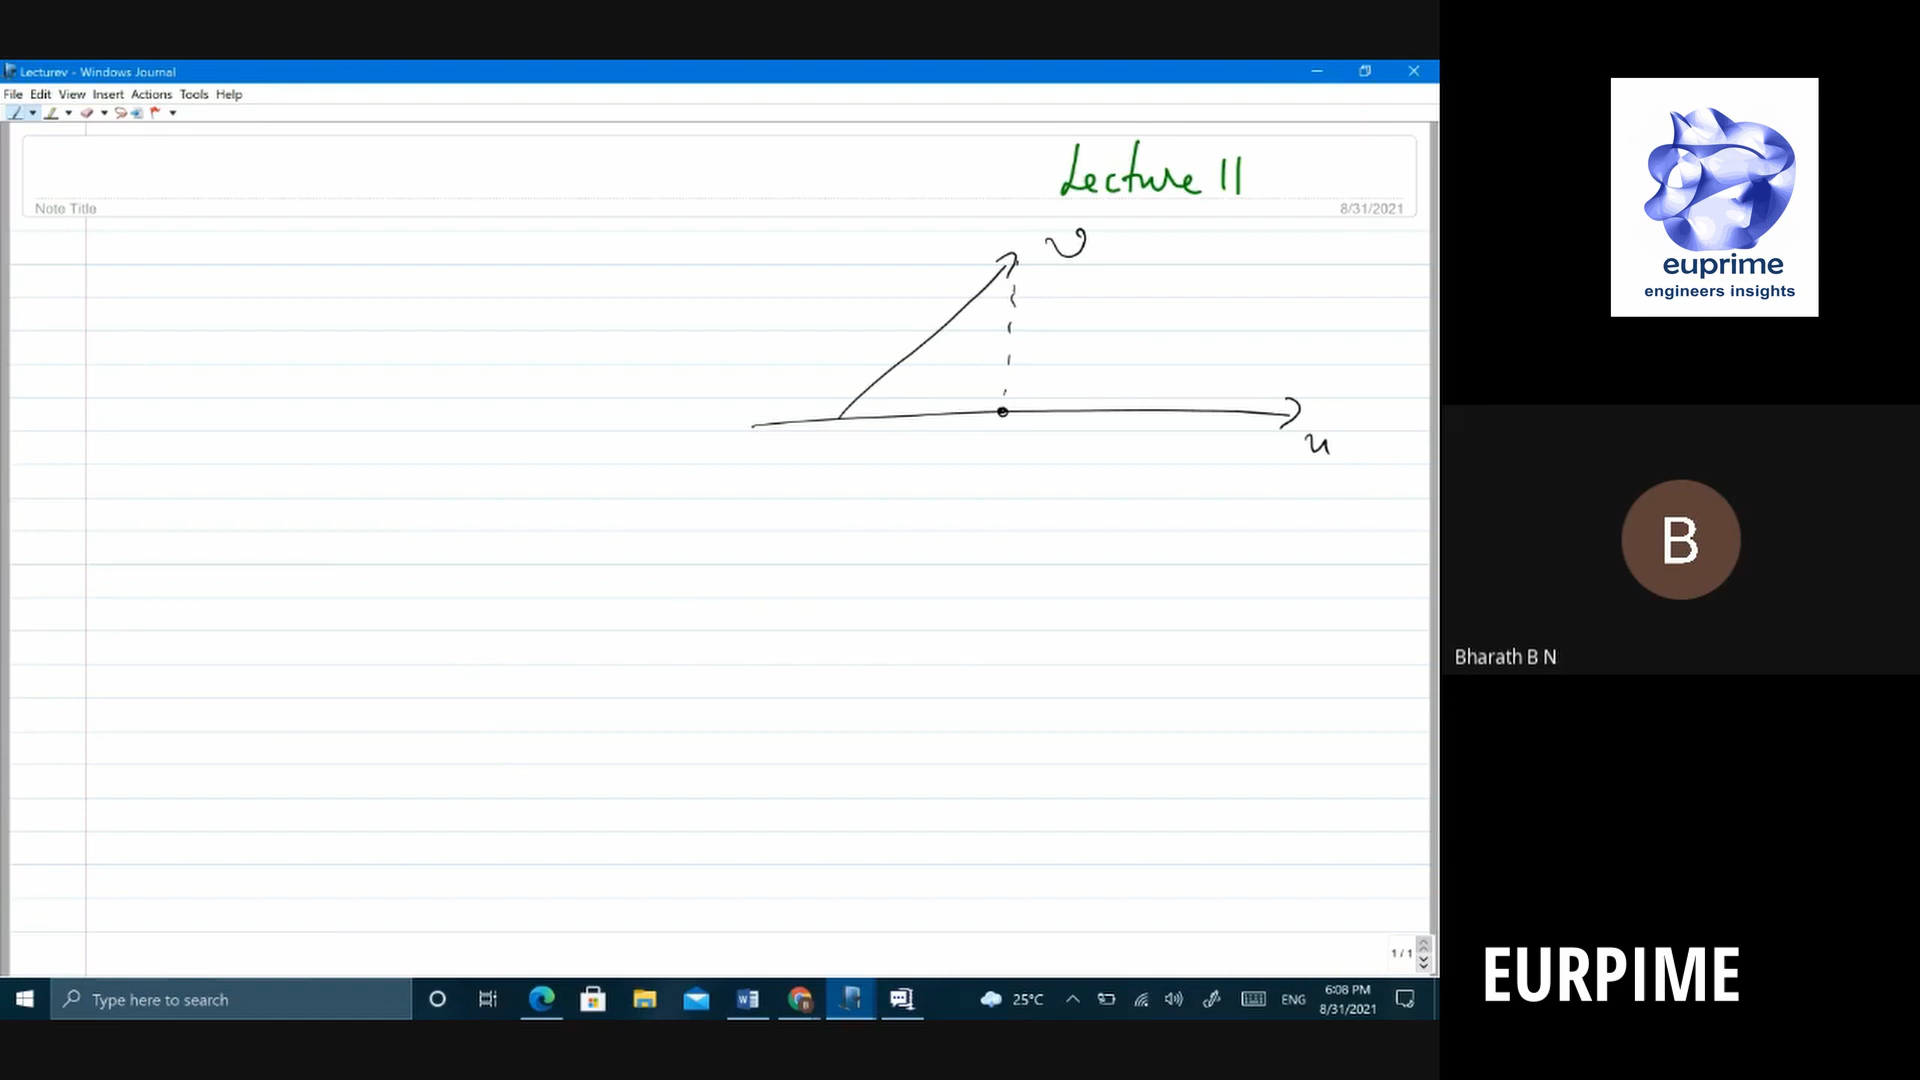 Lecturev - Windows Journal
File Edit View Insert Actions Tools Help
Lecture 11
Note Title
8/31/2021
v
u
1 / 1
Type here to search
25°C
ENG
6:08 PM
8/31/2021
euprime
engineers insights
B
Bharath B N
EURPIME